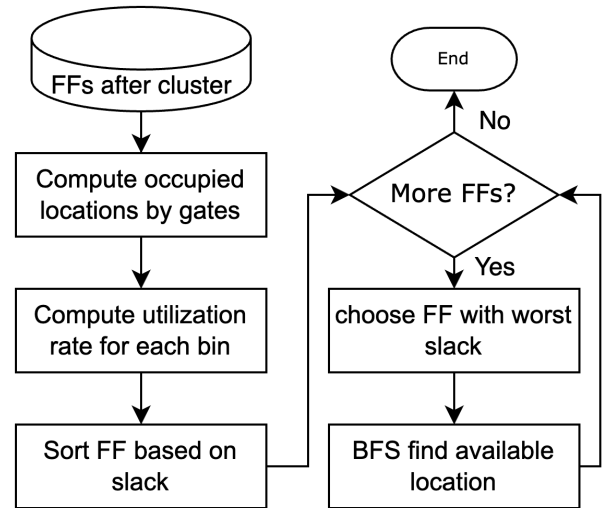 FFs after cluster
Compute occupied
locations by gates
Compute utilization
rate for each bin
Sort FF based on
slack
End
No
More FFs?
Yes
choose FF with worst
slack
BFS find available
location